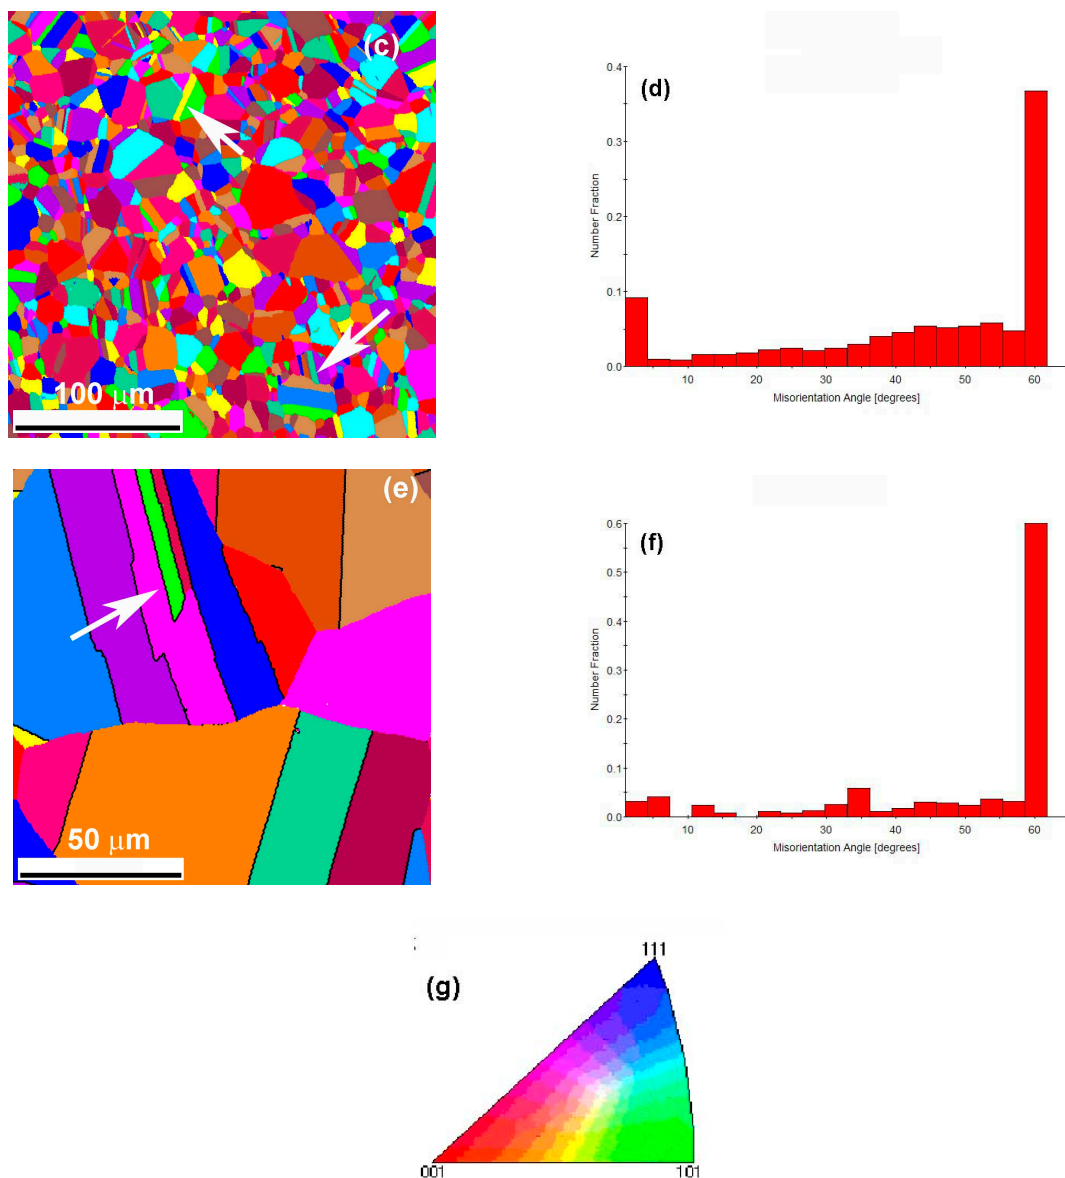 (c)
100 μm
(d)
0.4
0.3
0.2
0.1
0.0
Number Fraction
10 20 30 40 50 60
Misorientation Angle [degrees]
(e)
50 μm
(f)
0.6
0.5
0.4
0.3
0.2
0.1
0.0
Number Fraction
10 20 30 40 50 60
Misorientation Angle [degrees]
(g)
111
001 101